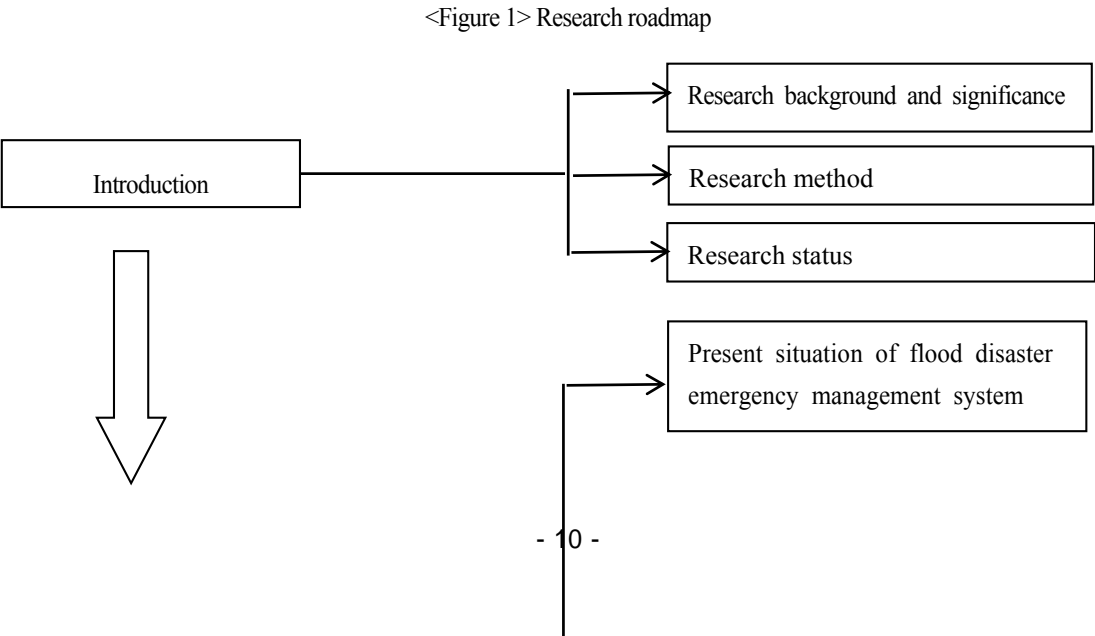 <Figure 1> Research roadmap
Research background and significance
Introduction
Research method
Research status
Present situation of flood disaster
emergency management system
- 10 -